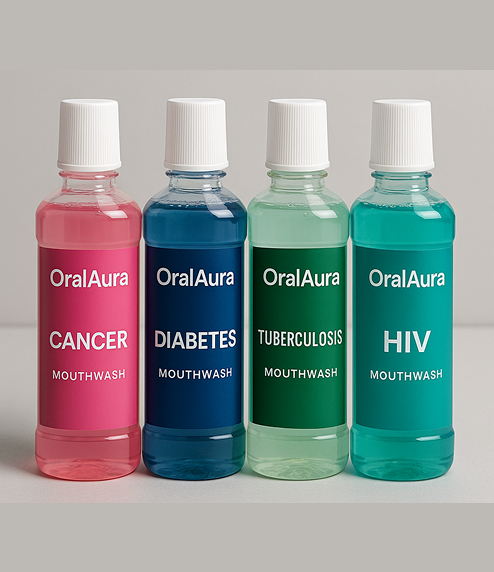 OralAura
CANCER
MOUTHWASH
OralAura
DIABETES
MOUTHWASH
OralAura
TUBERCULOSIS
MOUTHWASH
OralAura
HIV
MOUTHWASH